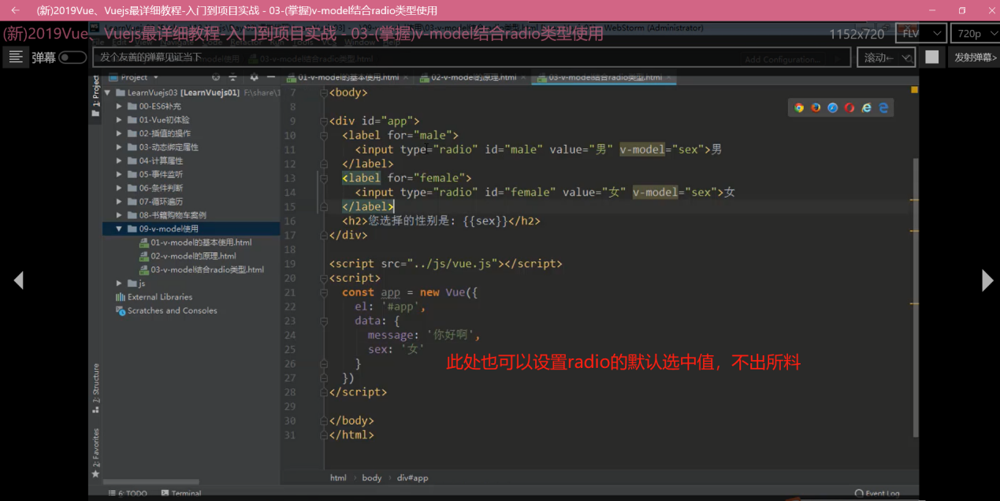 (新)2019Vue、Vuejs最详细教程-入门到项目实战 - 03-(掌握)v-model结合radio类型使用
(新)2019Vue、Vuejs最详细教程-入门到项目实战 - 03-(掌握)v-model结合radio类型使用
WebStorm (Administrator)
1152x720
FLV
720p
弹幕
发个友善的弹幕见证当下
Add Configuration...
滚动←
发射弹幕>
Project
01-v-model的基本使用.html
02-v-model的原理.html
03-v-model结合radio类型.html
1: Project
LearnVuejs03 [LearnVuejs01] F:\share\1
00-ES6补充
01-Vue初体验
02-插值的操作
03-动态绑定属性
04-计算属性
05-事件监听
06-条件判断
07-循环遍历
08-书籍购物车案例
09-v-model使用
01-v-model的基本使用.html
02-v-model的原理.html
03-v-model结合radio类型.html
js
External Libraries
Scratches and Consoles
7 <body>
8
9 <div id="app">
10 <label for="male">
11 <input type="radio" id="male" value="男" v-model="sex">男
12 </label>
13 <label for="female">
14 <input type="radio" id="female" value="女" v-model="sex">女
15 </label>
16 <h2>您选择的性别是: {{sex}}</h2>
17 </div>
18
19 <script src="../js/vue.js"></script>
20 <script>
21 const app = new Vue({
22 el: '#app',
23 data: {
24 message: '你好啊',
25 sex: '女'
此处也可以设置radio的默认选中值，不出所料
26 }
27 })
28 </script>
29
30 </body>
31 </html>
7: Structure
2: Favorites
html
body
div#app
6: TODO
Terminal
Event Log